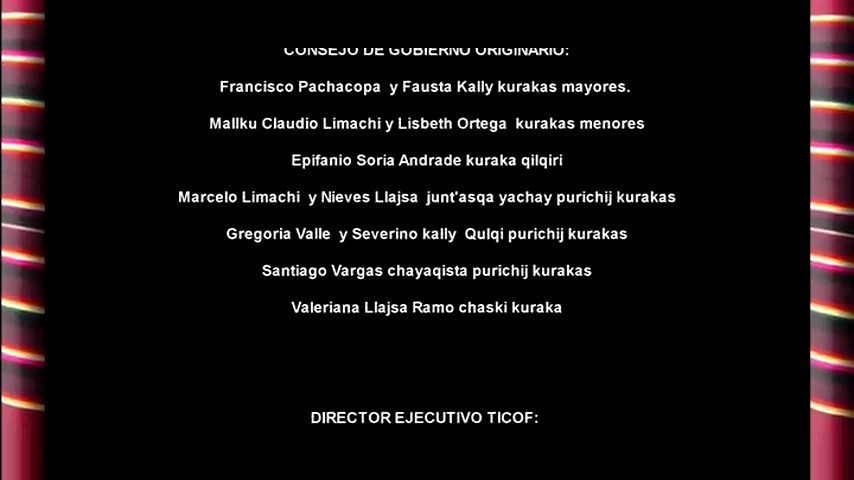 CONSEJO DE GOBIERNO ORIGINARIO:
Francisco Pachacopa y Fausta Kally kurakas mayores.
Mallku Claudio Limachi y Lisbeth Ortega kurakas menores
Epifanio Soria Andrade kuraka qilqiri
Marcelo Limachi y Nieves Llajsa junt'asqa yachay purichij kurakas
Gregoria Valle y Severino kally Qulqi purichij kurakas
Santiago Vargas chayaqista purichij kurakas
Valeriana Llajsa Ramo chaski kuraka
DIRECTOR EJECUTIVO TICOF: